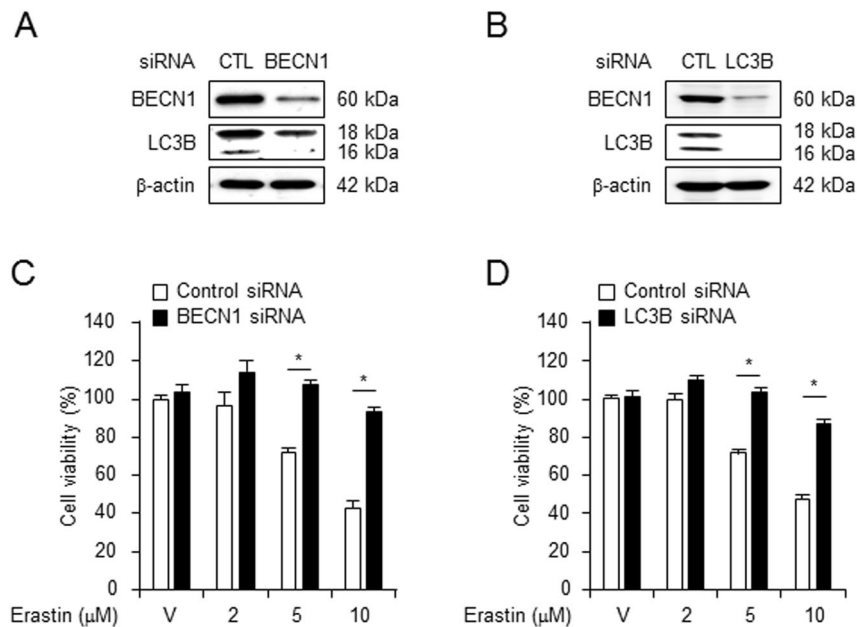 A
siRNA CTL BECN1
BECN1 60 kDa
LC3B 18 kDa
16 kDa
β-actin 42 kDa
B
siRNA CTL LC3B
BECN1 60 kDa
LC3B 18 kDa
16 kDa
β-actin 42 kDa
C
Control siRNA
BECN1 siRNA
Cell viability (%)
140
120
100
80
60
40
20
0
* *
Erastin (μM) V 2 5 10
D
Control siRNA
LC3B siRNA
Cell viability (%)
140
120
100
80
60
40
20
0
* *
Erastin (μM) V 2 5 10